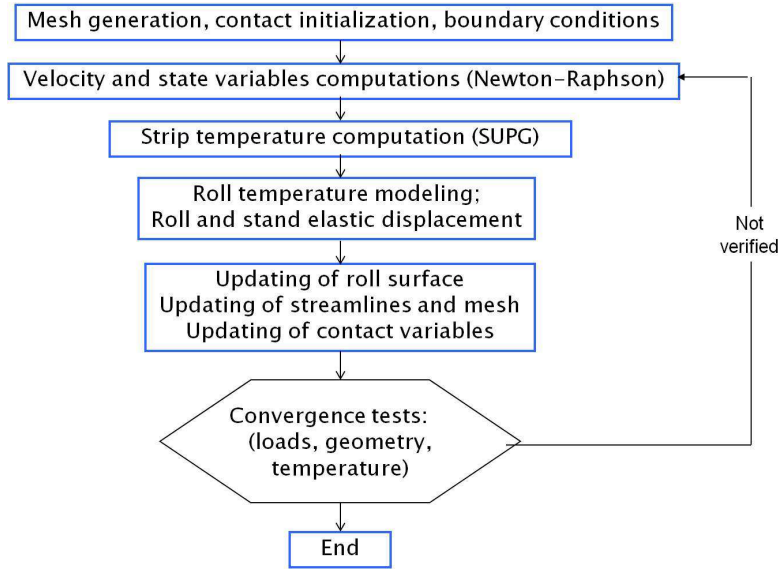 Mesh generation, contact initialization, boundary conditions
Velocity and state variables computations (Newton-Raphson)
Strip temperature computation (SUPG)
Roll temperature modeling;
Roll and stand elastic displacement
Updating of roll surface
Updating of streamlines and mesh
Updating of contact variables
Convergence tests:
(loads, geometry,
temperature)
Not
verified
End